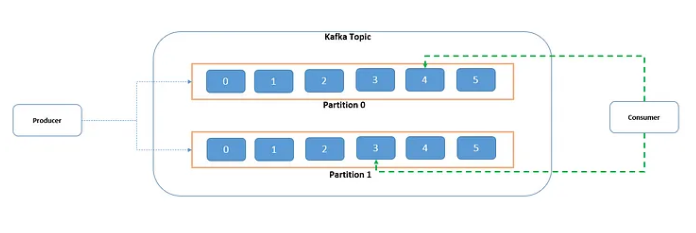 Kafka Topic
0 1 2 3 4 5
Partition 0
Producer
Consumer
0 1 2 3 4 5
Partition 1